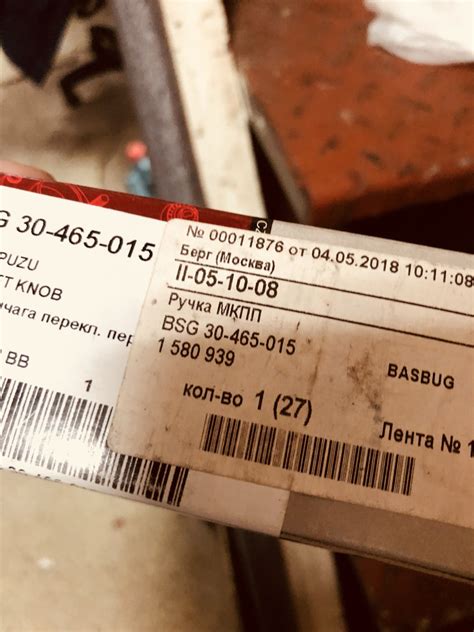 G 30-465-015
PUZU
FT KNOB
ычага перекл. пер
BB
1
№ 00011876 от 04.05.2018 10:11:08
Берг (Москва)
II-05-10-08
Ручка МКПП
BSG 30-465-015
1 580 939
BASBUG
кол-во 1 (27)
Лента № 1